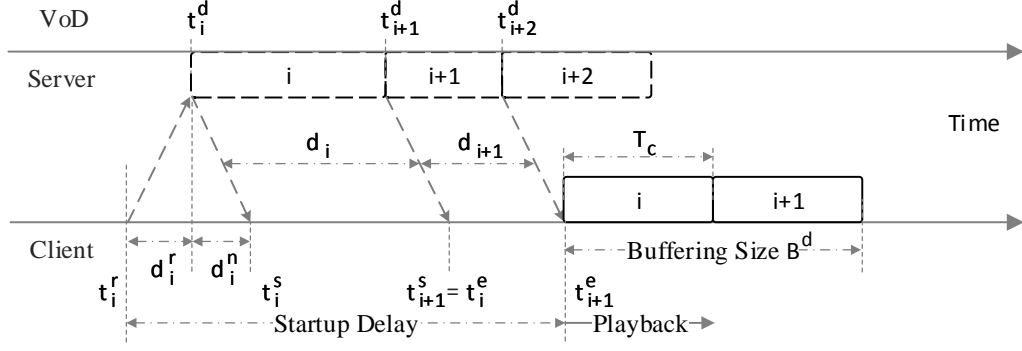 VoD t_i^d t_{i+1}^d t_{i+2}^d
Server i i+1 i+2
Time
d_i d_{i+1} T_c
i i+1
Client d_i^r d_i^n Buffering Size B^d
t_i^r t_i^s t_{i+1}^s = t_i^e t_{i+1}^e
Startup Delay Playback